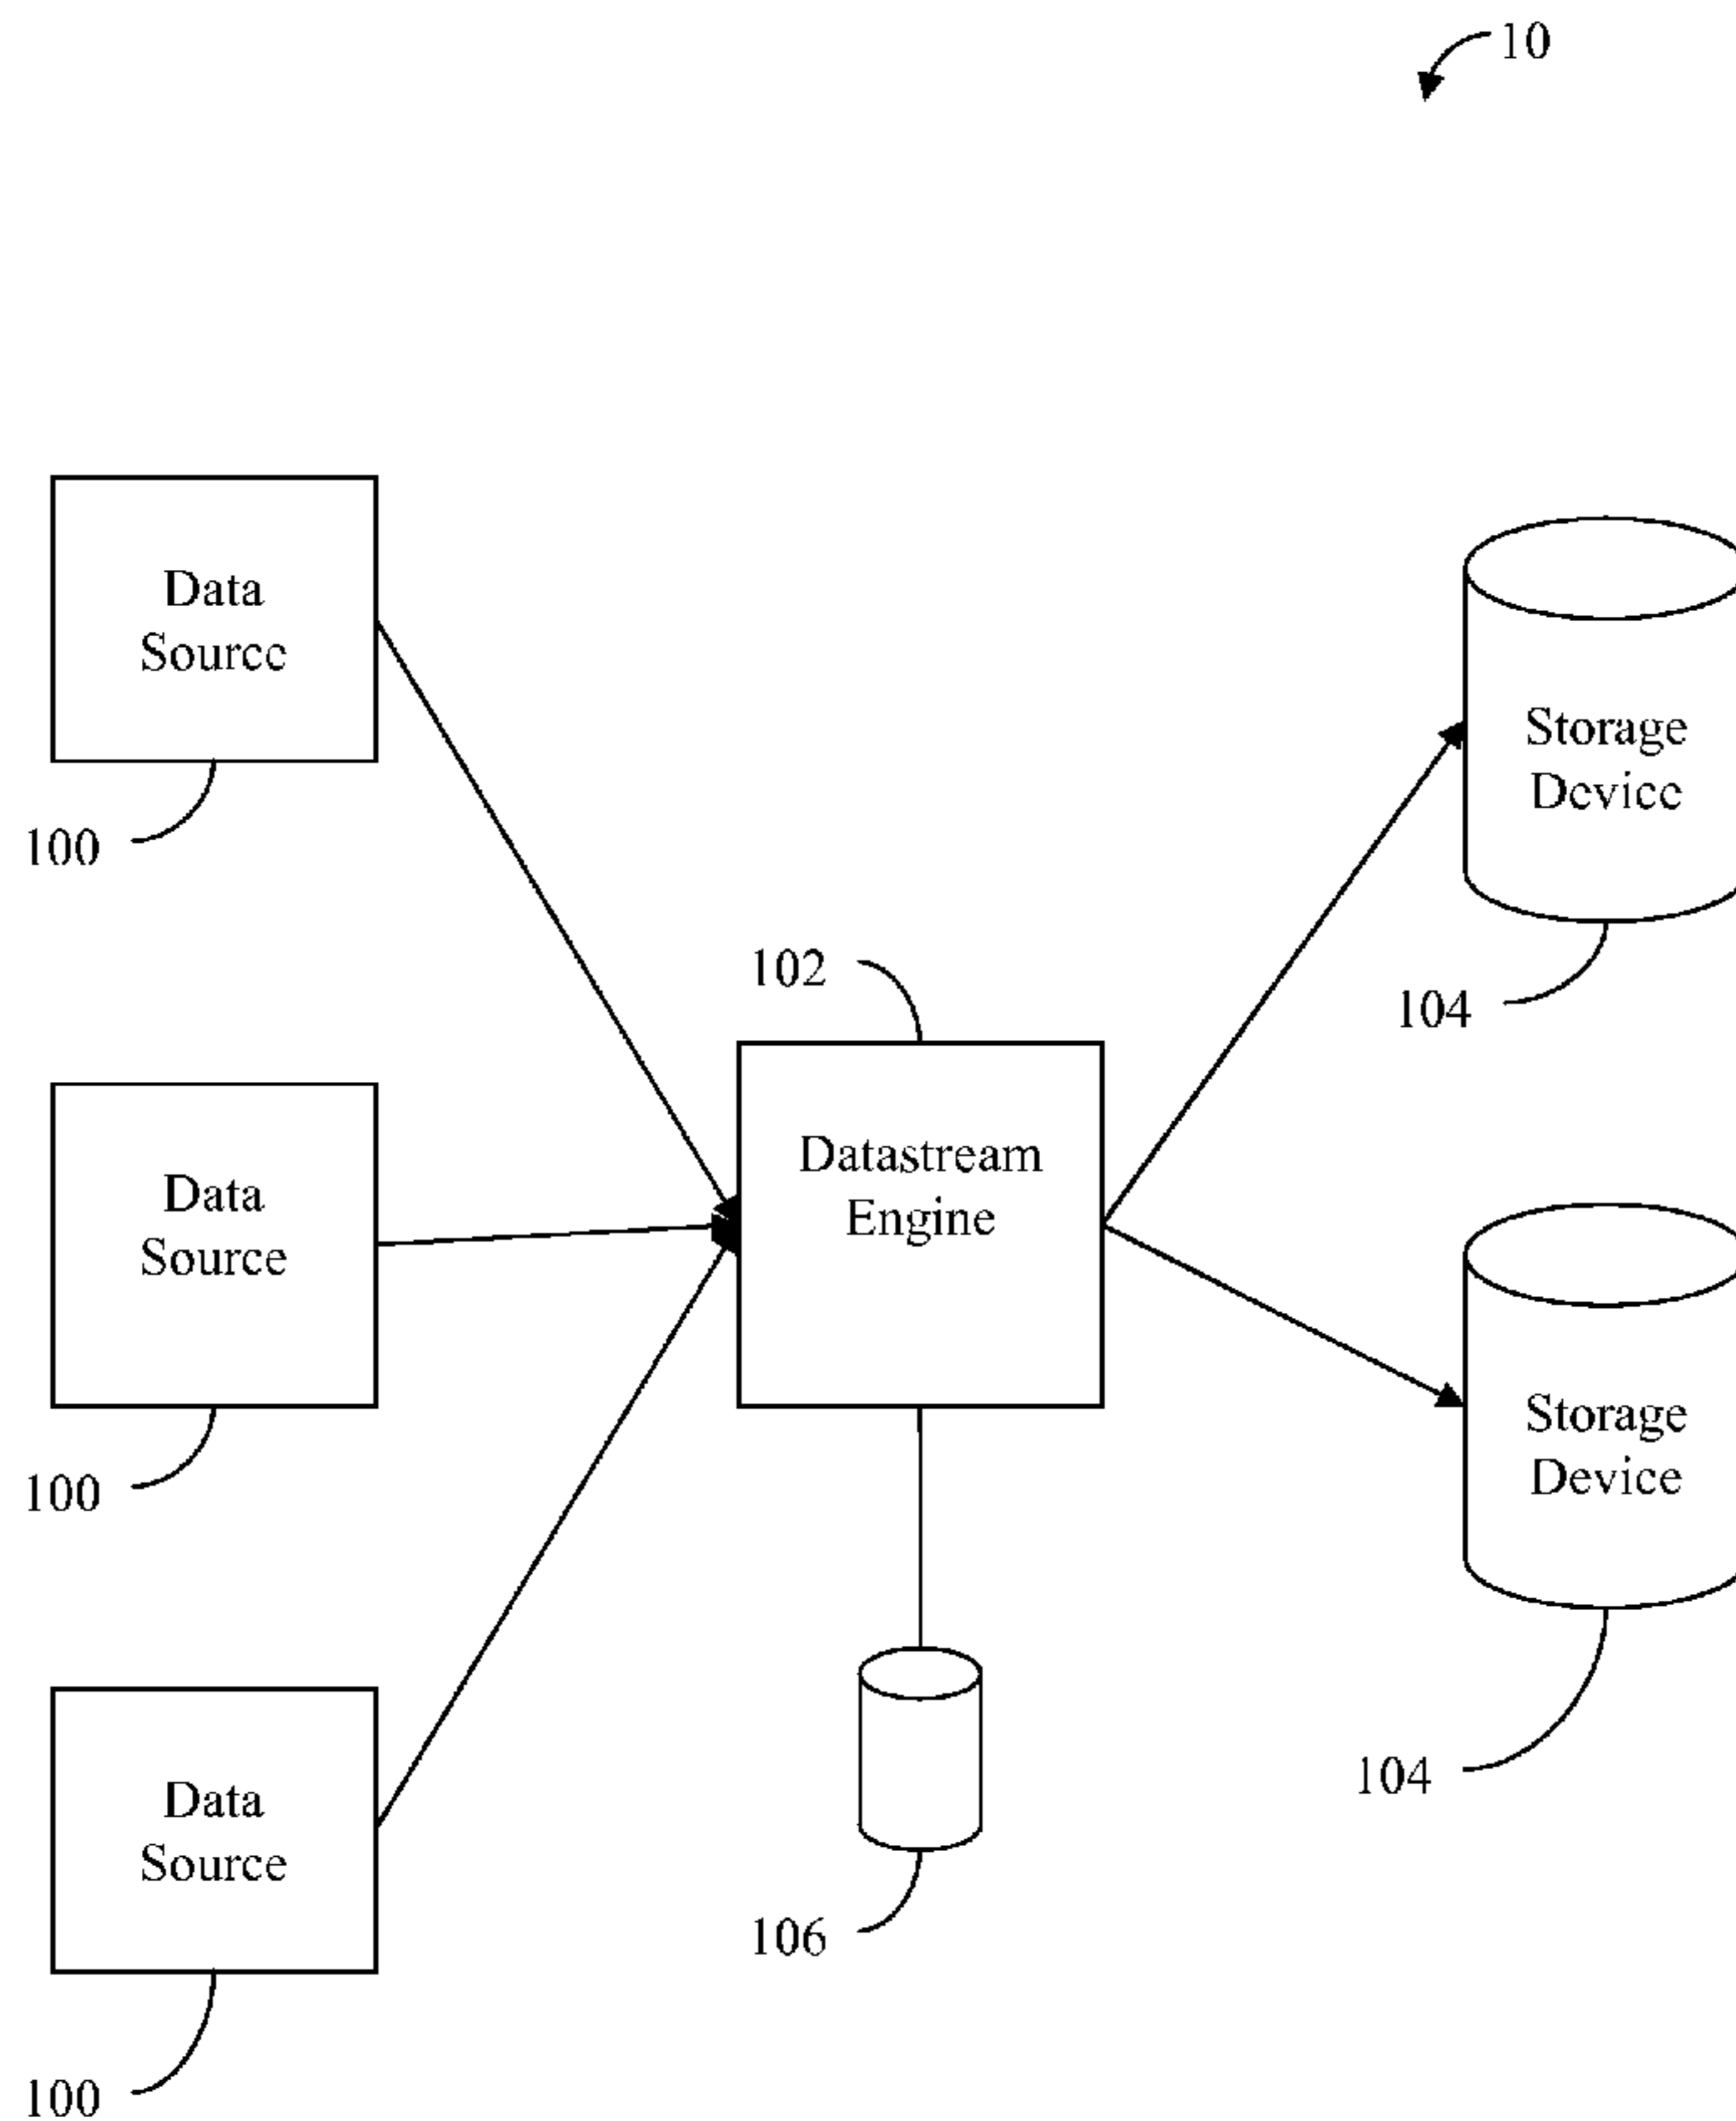 10
Data
Source
100
Storage
Device
104
102
Datastream
Engine
Data
Source
100
Storage
Device
104
Data
Source
100
106